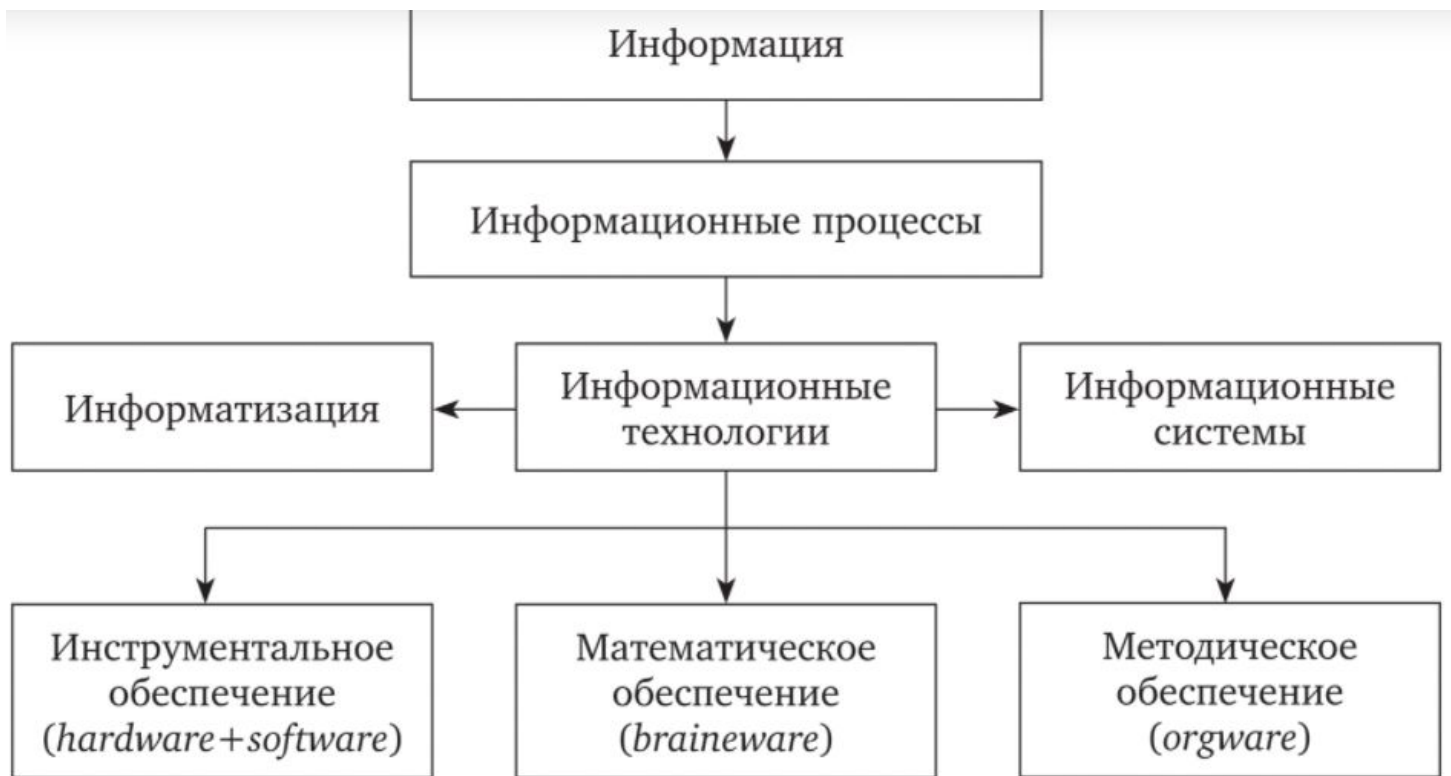 Информация
Информационные процессы
Информатизация
Информационные
технологии
Информационные
системы
Инструментальное
обеспечение
(hardware+software)
Математическое
обеспечение
(braineware)
Методическое
обеспечение
(orgware)